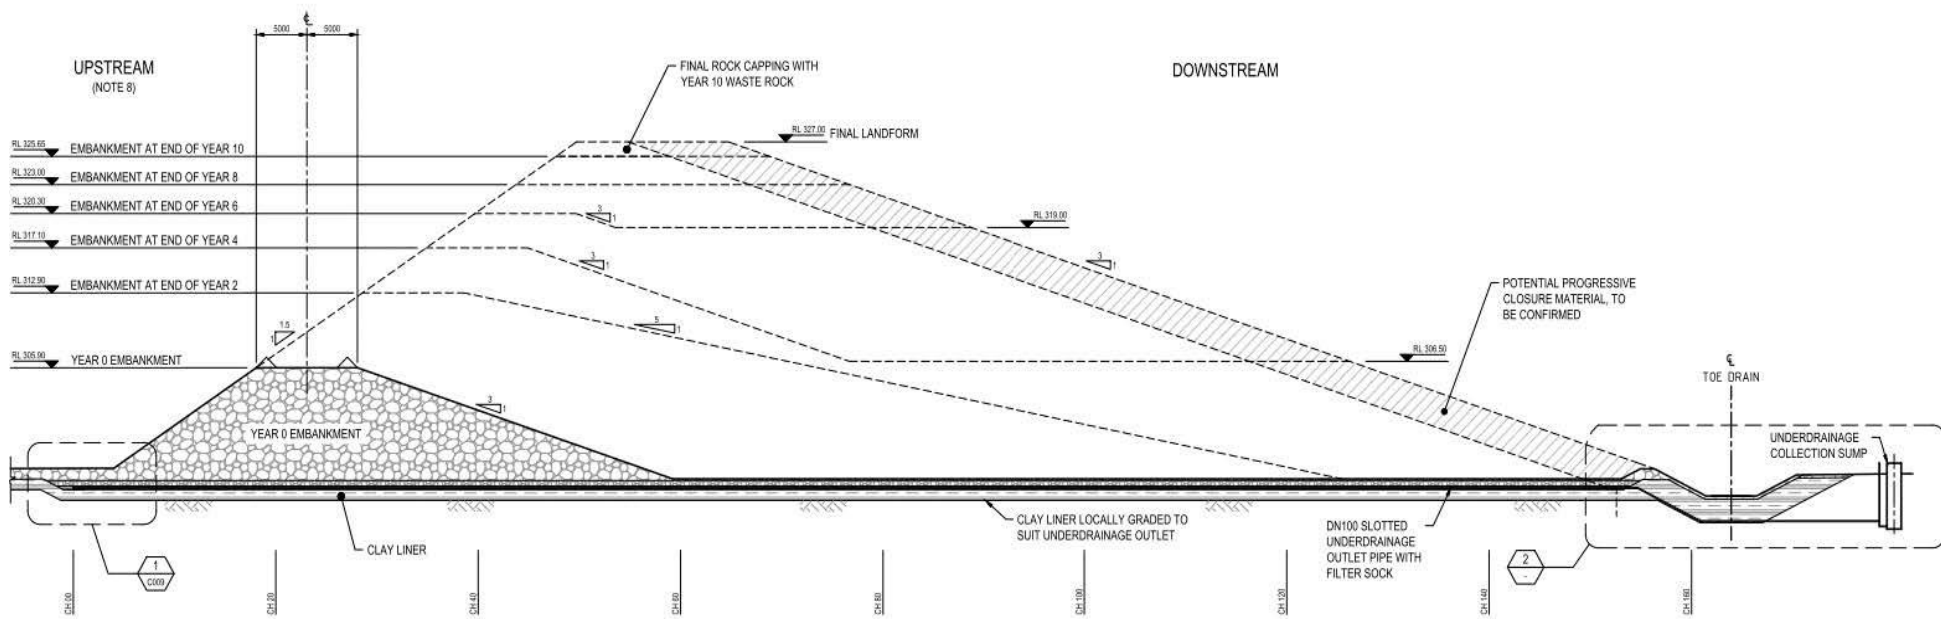 ℄
5000 5000
UPSTREAM
(NOTE 8)
FINAL ROCK CAPPING WITH
YEAR 10 WASTE ROCK
DOWNSTREAM
RL 327.00 FINAL LANDFORM
RL 325.65 EMBANKMENT AT END OF YEAR 10
RL 323.00 EMBANKMENT AT END OF YEAR 8
RL 320.30 EMBANKMENT AT END OF YEAR 6
3
1
RL 319.00
RL 317.10 EMBANKMENT AT END OF YEAR 4
3
1
3
1
RL 312.90 EMBANKMENT AT END OF YEAR 2
POTENTIAL PROGRESSIVE
CLOSURE MATERIAL, TO
BE CONFIRMED
1.5
1
5
1
RL 305.90 YEAR 0 EMBANKMENT
RL 306.50
℄
TOE DRAIN
3
1
YEAR 0 EMBANKMENT
UNDERDRAINAGE
COLLECTION SUMP
CLAY LINER
CLAY LINER LOCALLY GRADED TO
SUIT UNDERDRAINAGE OUTLET
DN100 SLOTTED
UNDERDRAINAGE
OUTLET PIPE WITH
FILTER SOCK
1
C009
2
-
CH 00
CH 20
CH 40
CH 60
CH 80
CH 100
CH 120
CH 140
CH 160